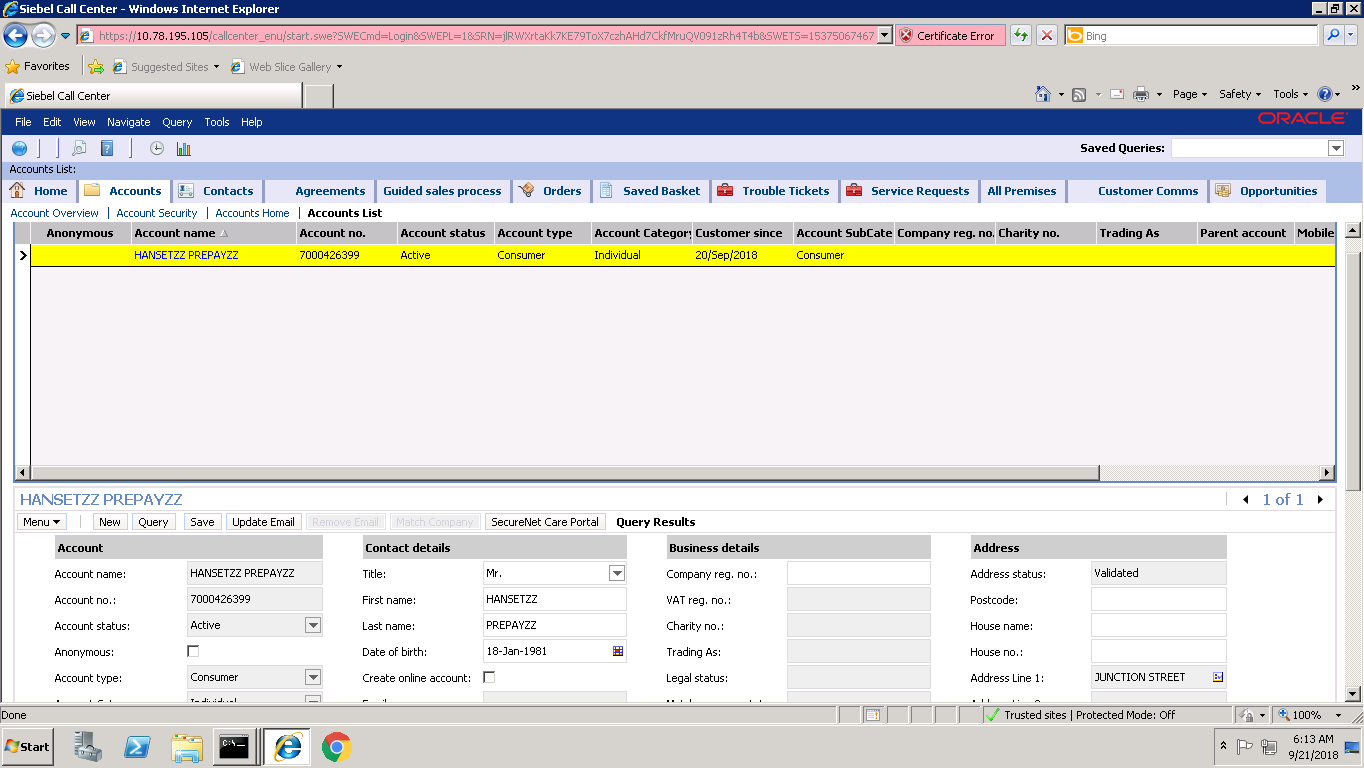 Siebel Call Center - Windows Internet Explorer
https://10.78.195.105/callcenter_enu/start.swe?SWECmd=Login&SWEPL=1&SRN=jlRWXrtaKk7KE79ToX7czhAHd7CkfMruQV091zRh4T4b&SWETS=15375067467 Certificate Error Bing
Favorites Suggested Sites Web Slice Gallery
Siebel Call Center Page Safety Tools
File Edit View Navigate Query Tools Help ORACLE
Saved Queries:
Accounts List:
Home Accounts Contacts Agreements Guided sales process Orders Saved Basket Trouble Tickets Service Requests All Premises Customer Comms Opportunities
Account Overview | Account Security | Accounts Home | Accounts List
Anonymous Account name Account no. Account status Account type Account Category Customer since Account SubCate Company reg. no. Charity no. Trading As Parent account Mobile
HANSETZZ PREPAYZZ 7000426399 Active Consumer Individual 20/Sep/2018 Consumer
HANSETZZ PREPAYZZ 1 of 1
Menu New Query Save Update Email Remove Email Match Company SecureNet Care Portal Query Results
Account Contact details Business details Address
Account name: HANSETZZ PREPAYZZ Title: Mr. Company reg. no.: Address status: Validated
Account no.: 7000426399 First name: HANSETZZ VAT reg. no.: Postcode:
Account status: Active Last name: PREPAYZZ Charity no.: House name:
Anonymous: Date of birth: 18-Jan-1981 Trading As: House no.:
Account type: Consumer Create online account: Legal status: Address Line 1: JUNCTION STREET
Done Trusted sites | Protected Mode: Off 100%
Start C:\ 6:13 AM
9/21/2018